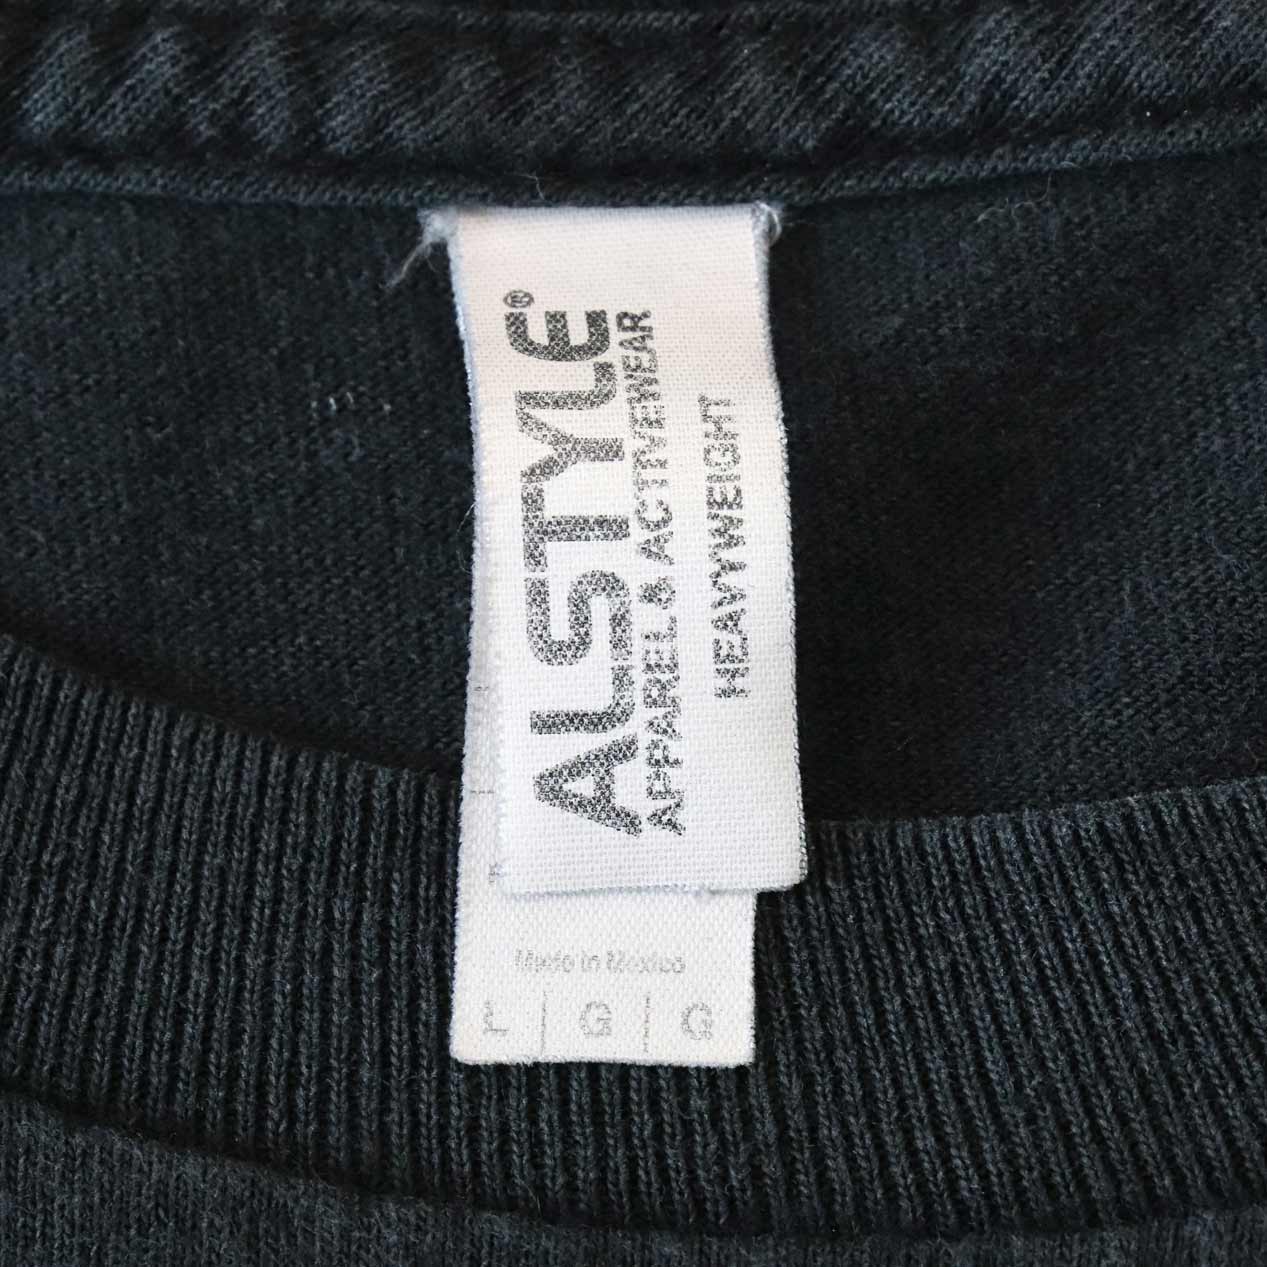 ALSTYLE®
APPAREL & ACTIVEWEAR
HEAVYWEIGHT
Made in Mexico
L | G | G